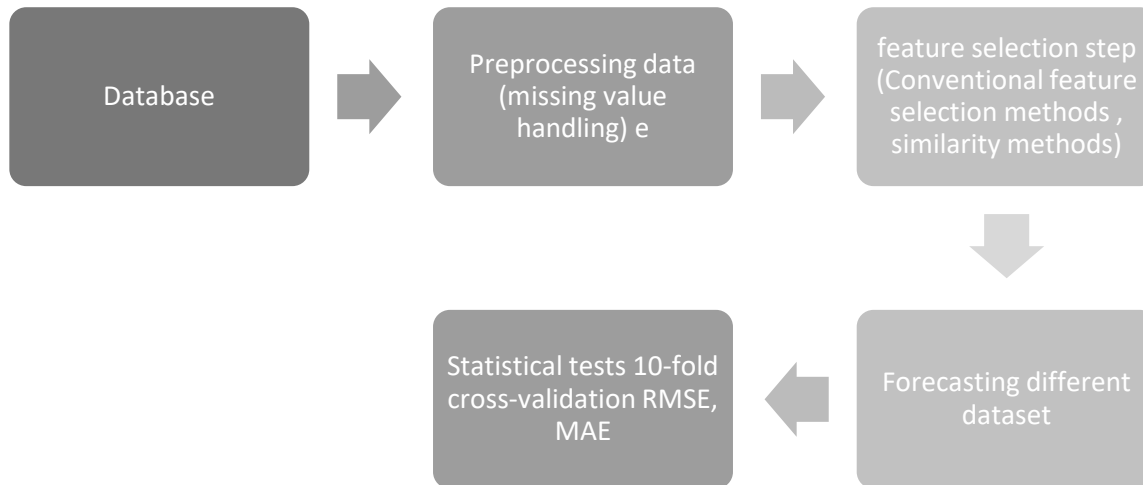 Database
Preprocessing data
(missing value
handling) e
feature selection step
(Conventional feature
selection methods ,
similarity methods)
Forecasting different
dataset
Statistical tests 10-fold
cross-validation RMSE,
MAE